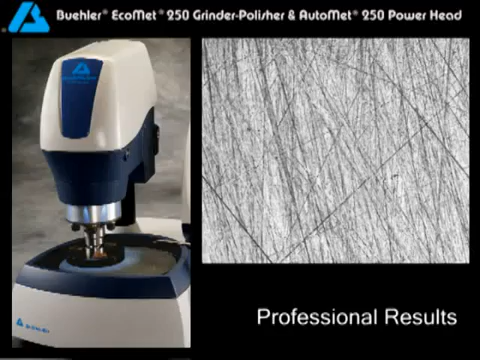 Buehler® EcoMet® 250 Grinder-Polisher & AutoMet® 250 Power Head
Professional Results